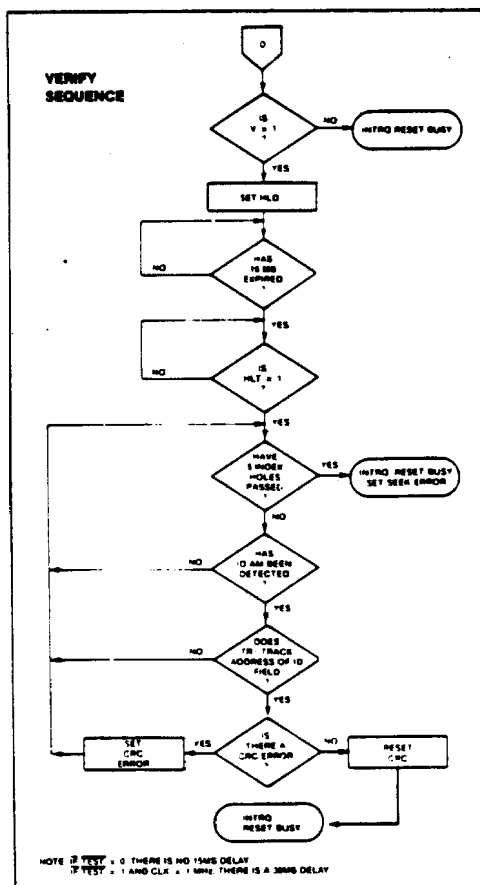 VERIFY
SEQUENCE
IS
V = 1
?
NO
INTRQ RESET BUSY
YES
SET HLD
HAS
15 MS
EXPIRED
?
NO
YES
IS
HLT = 1
?
NO
YES
HAVE
5 INDEX
HOLES
PASSED
?
YES
INTRQ RESET BUSY
SET SEEK ERROR
NO
HAS
ID AM BEEN
DETECTED
?
NO
YES
DOES
TR = TRACK
ADDRESS OF ID
FIELD
?
NO
YES
IS
THERE A
CRC ERROR
?
YES
SET
CRC
ERROR
NO
RESET
CRC
INTRQ
RESET BUSY
NOTE IF TEST = 0 THERE IS NO 15MS DELAY
IF TEST = 1 AND CLK = 1 MHz, THERE IS A 30MS DELAY